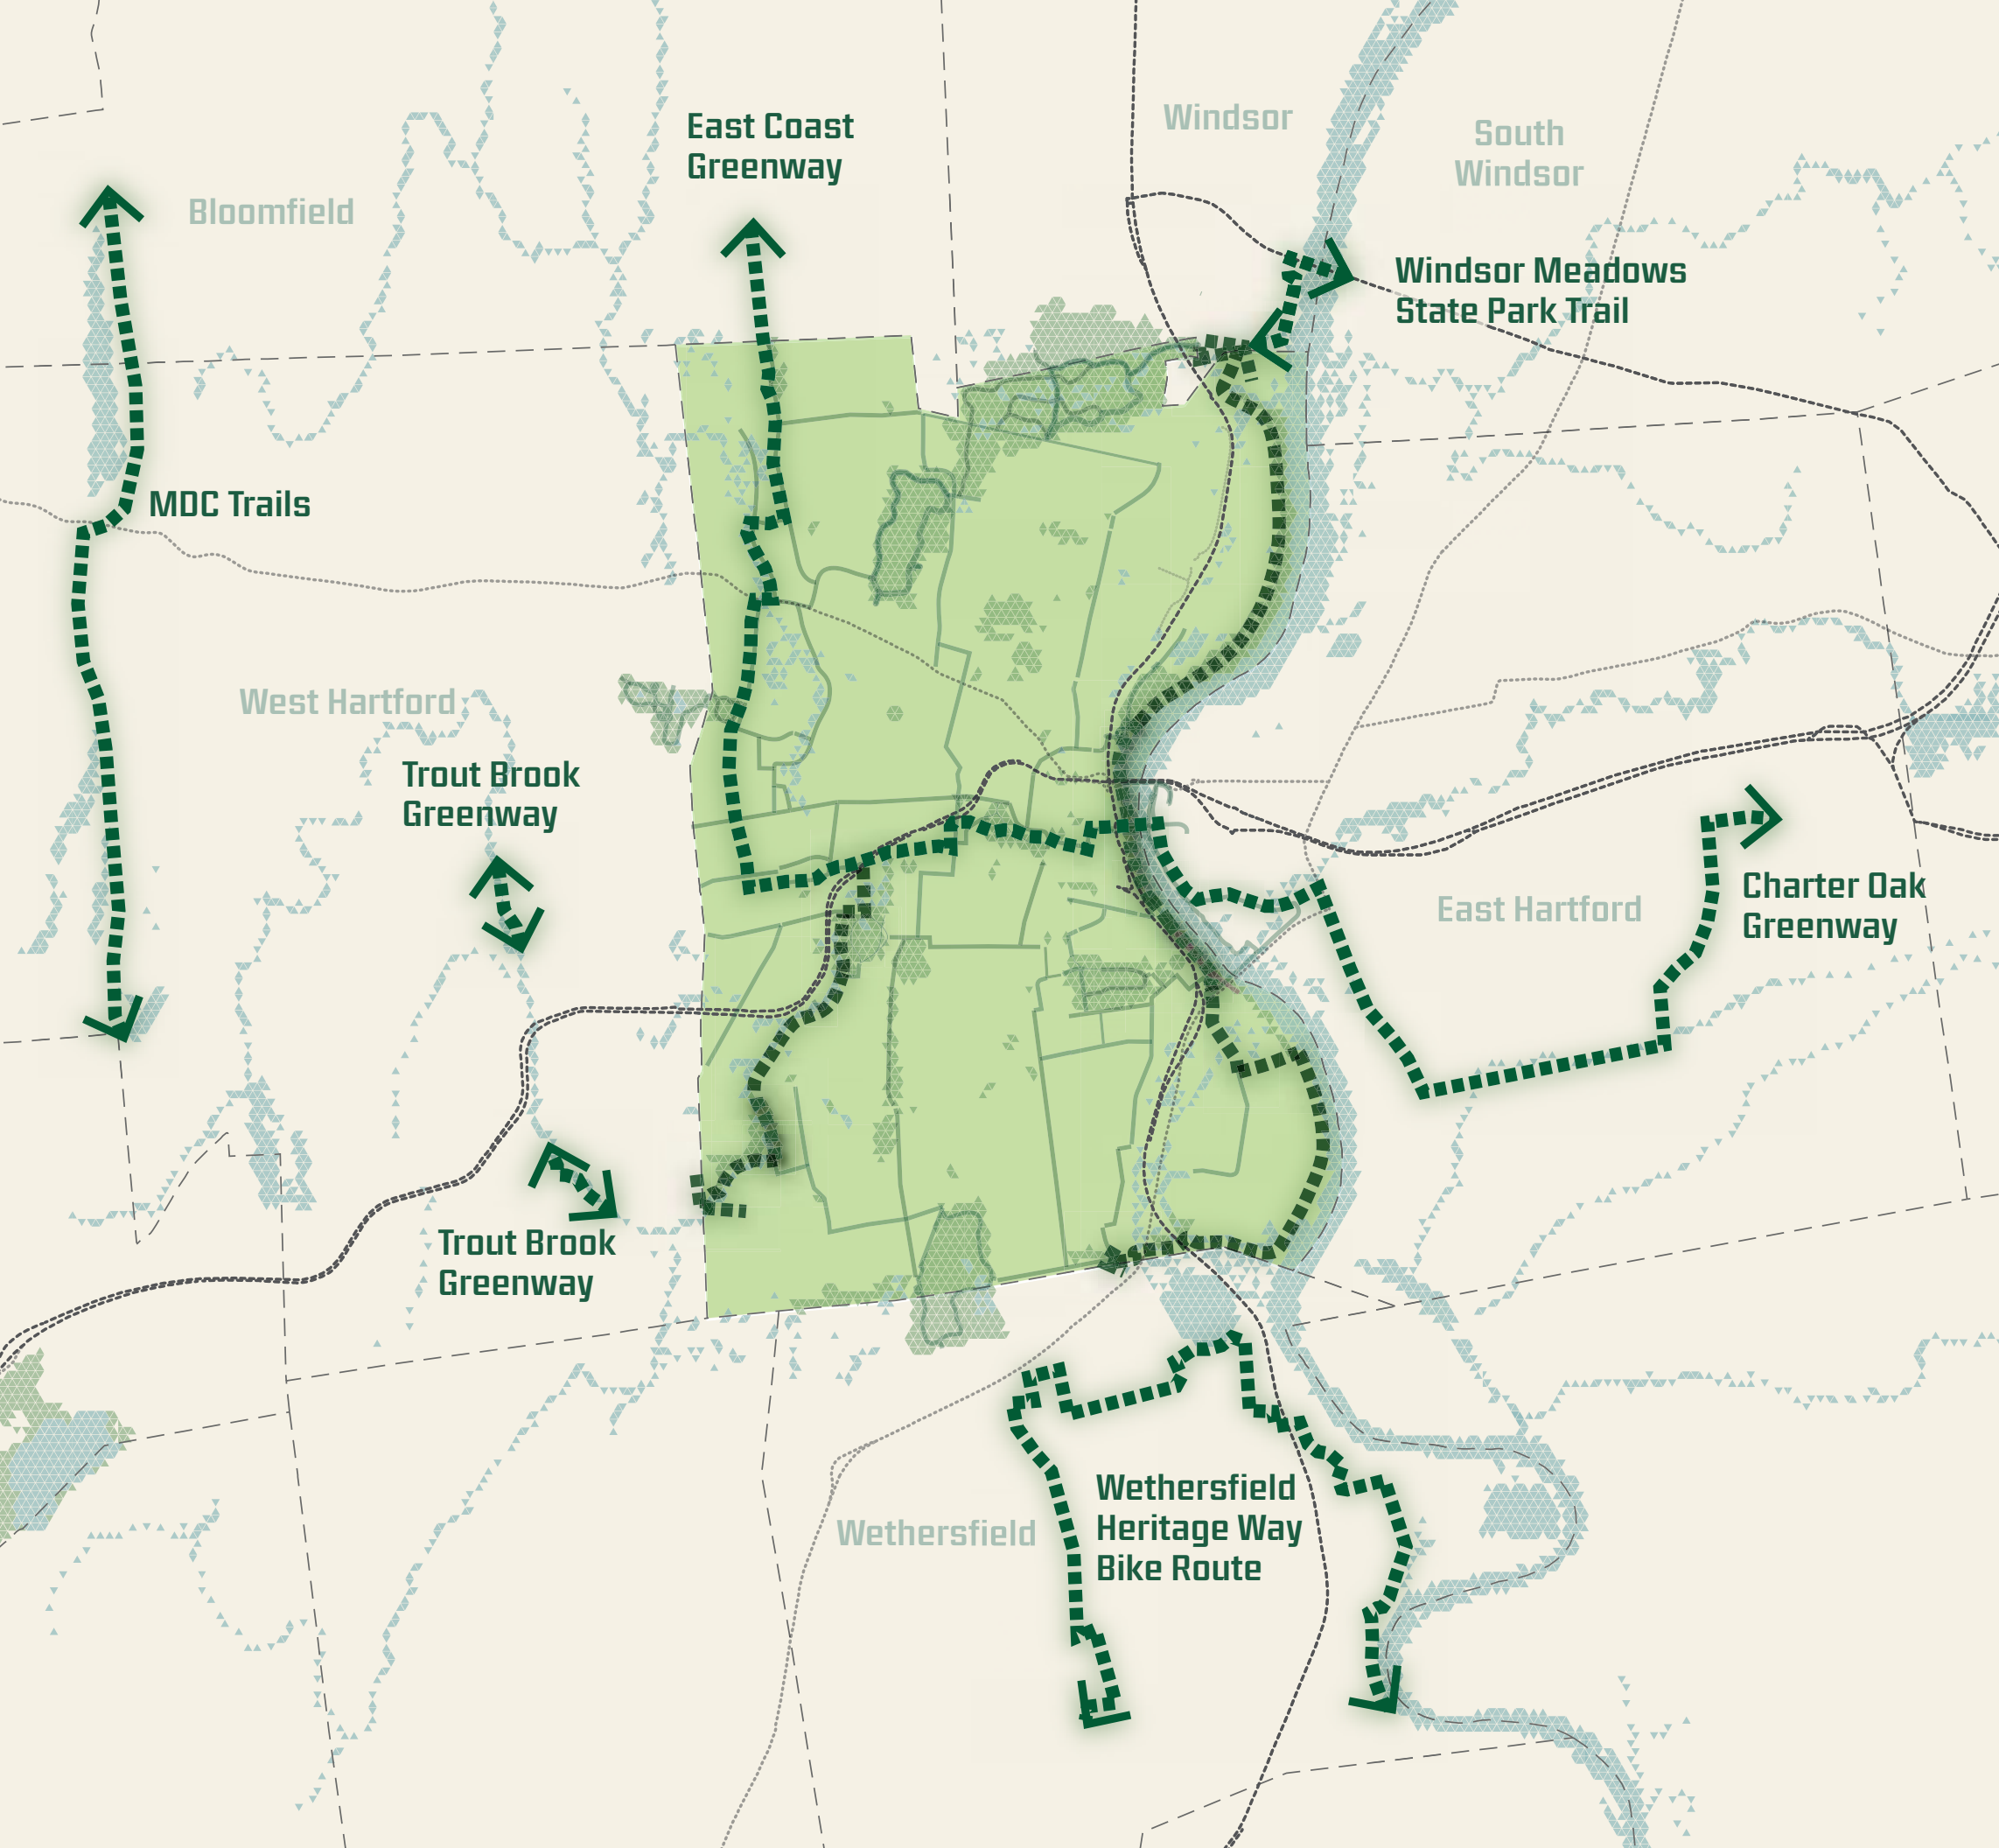 East Coast
Greenway
Windsor
South
Windsor
Bloomfield
Windsor Meadows
State Park Trail
MDC Trails
West Hartford
Trout Brook
Greenway
Charter Oak
Greenway
East Hartford
Trout Brook
Greenway
Wethersfield
Heritage Way
Bike Route
Wethersfield